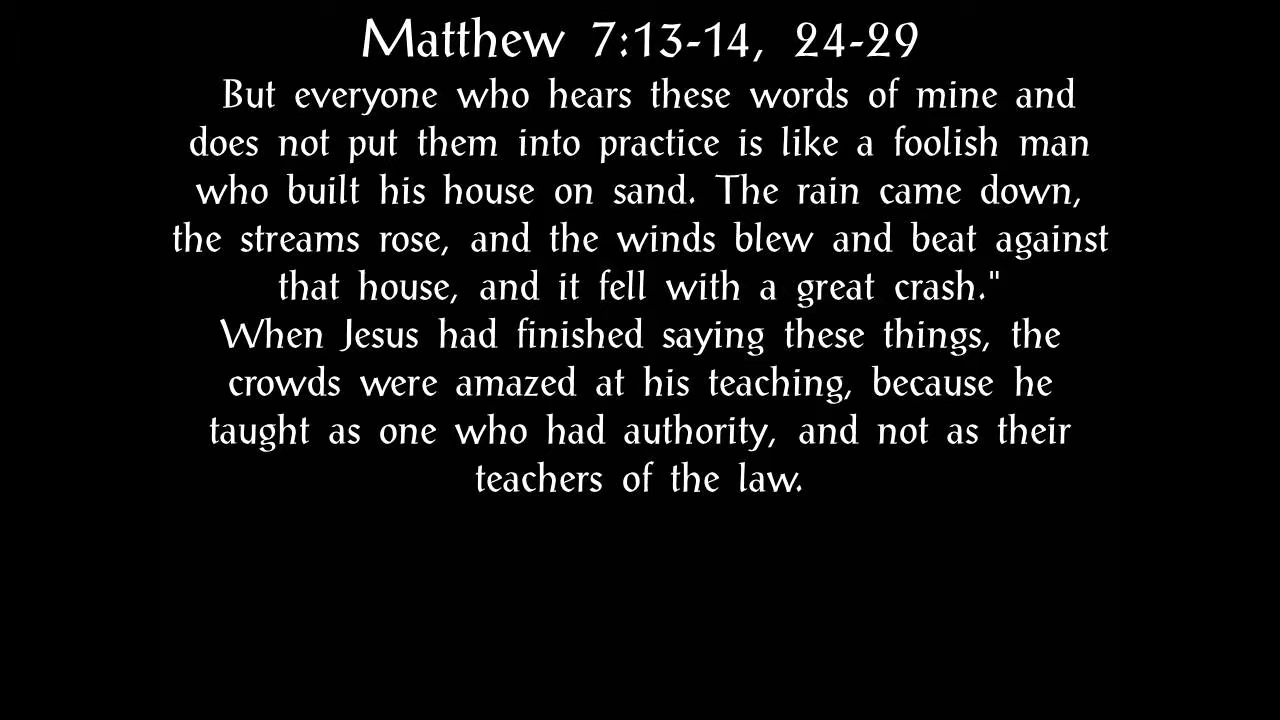 Matthew 7:13-14, 24-29
But everyone who hears these words of mine and
does not put them into practice is like a foolish man
who built his house on sand. The rain came down,
the streams rose, and the winds blew and beat against
that house, and it fell with a great crash."
When Jesus had finished saying these things, the
crowds were amazed at his teaching, because he
taught as one who had authority, and not as their
teachers of the law.